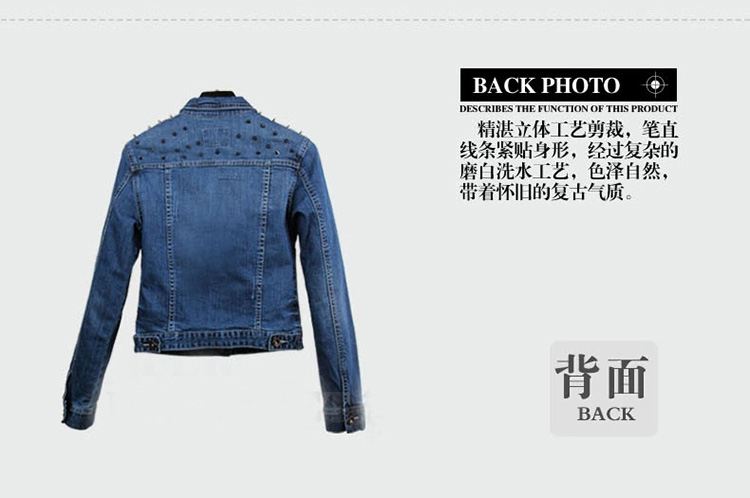 BACK PHOTO
DESCRIBES THE FUNCTION OF THIS PRODUCT
精湛立体工艺剪裁，笔直
线条紧贴身形，经过复杂的
磨白洗水工艺，色泽自然，
带着怀旧的复古气质。
背面
BACK